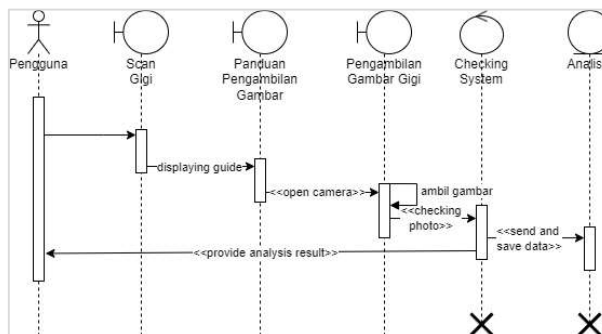 Pengguna
Scan
Gigi
Panduan
Pengambilan
Gambar
Pengambilan
Gambar Gigi
Checking
System
Analis
displaying guide
<<open camera>>
ambil gambar
<<checking
photo>>
<<send and
save data>>
<<provide analysis result>>